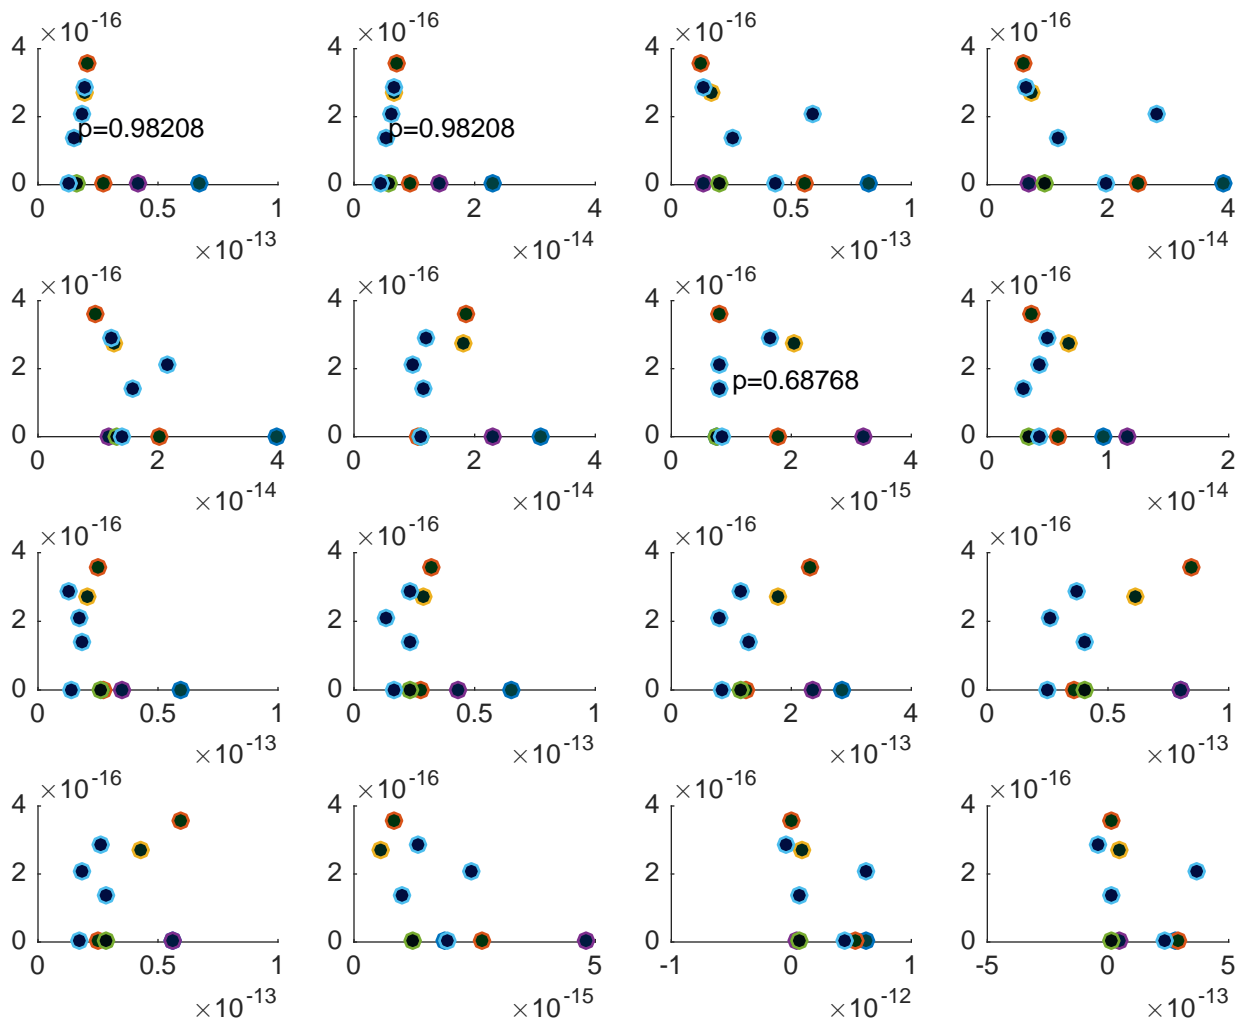 ×10-16 ×10-16 ×10-16 ×10-16
4 4 4 4
2 2 2 2
p=0.98208 p=0.98208
0 0 0 0
0 0.5 1 0 2 4 0 0.5 1 0 2 4
×10-13 ×10-14 ×10-13 ×10-14
×10-16 ×10-16 ×10-16 ×10-16
4 4 4 4
2 2 2 2
p=0.68768
0 0 0 0
0 2 4 0 2 4 0 2 4 0 1 2
×10-14 ×10-14 ×10-15 ×10-14
×10-16 ×10-16 ×10-16 ×10-16
4 4 4 4
2 2 2 2
0 0 0 0
0 0.5 1 0 0.5 1 0 2 4 0 0.5 1
×10-13 ×10-13 ×10-13 ×10-13
×10-16 ×10-16 ×10-16 ×10-16
4 4 4 4
2 2 2 2
0 0 0 0
0 0.5 1 0 5 -1 0 1 -5 0 5
×10-13 ×10-15 ×10-12 ×10-13